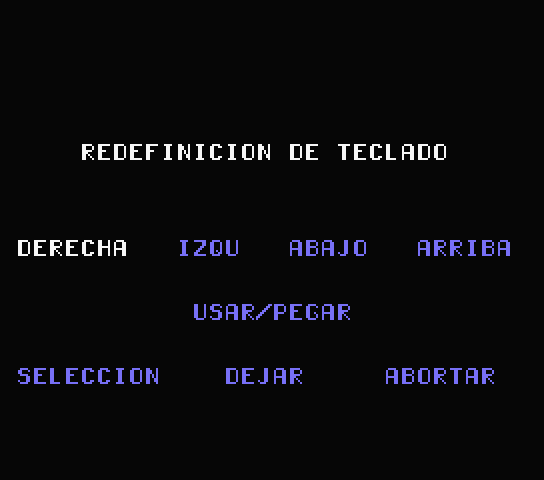 REDEFINICION DE TECLADO
DERECHA IZQU ABAJO ARRIBA
USAR/PEGAR
SELECCION DEJAR ABORTAR